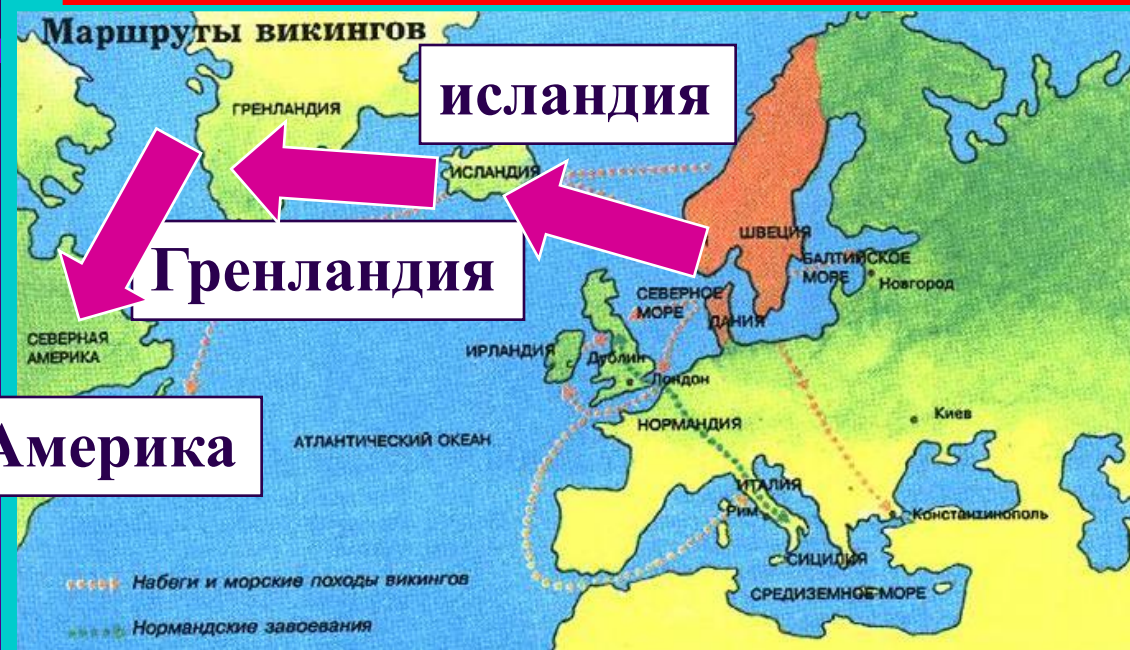 Маршруты викингов
исландия
ГРЕНЛАНДИЯ
ИСЛАНДИЯ
Гренландия
ШВЕЦИЯ
БАЛТИЙСКОЕ
МОРЕ
Новгород
СЕВЕРНОЕ
МОРЕ
ДАНИЯ
СЕВЕРНАЯ
АМЕРИКА
ИРЛАНДИЯ
Дублин
Лондон
Америка
АТЛАНТИЧЕСКИЙ ОКЕАН
НОРМАНДИЯ
Киев
ИТАЛИЯ
Рим
Константинополь
СИЦИЛИЯ
СРЕДИЗЕМНОЕ МОРЕ
Набеги и морские походы викингов
Нормандские завоевания